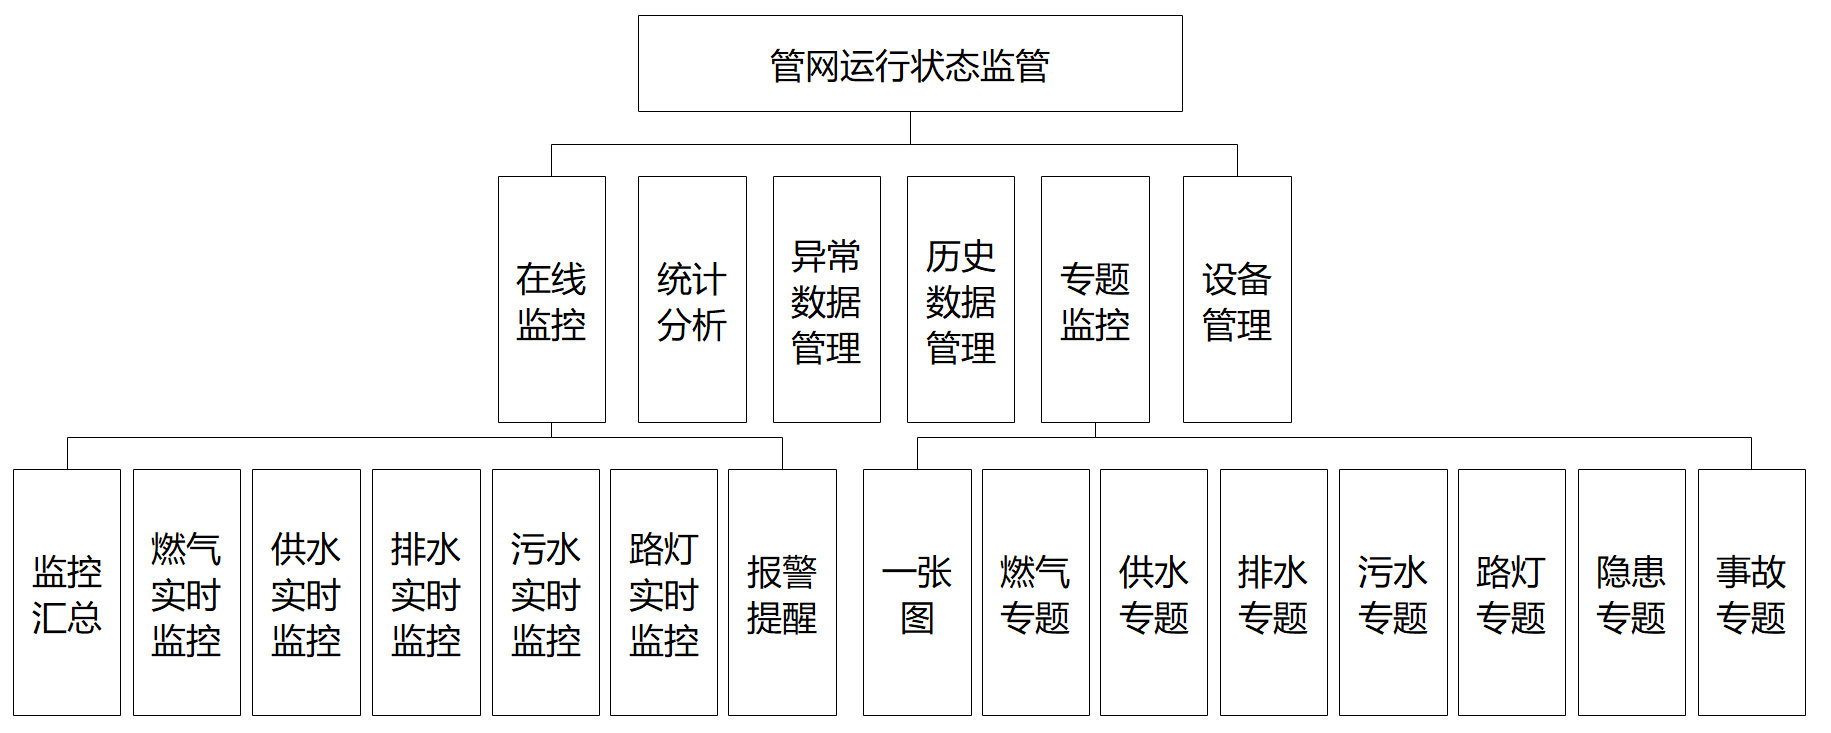 管网运行状态监管
在线
监控
统计
分析
异常
数据
管理
历史
数据
管理
专题
监控
设备
管理
监控
汇总
燃气
实时
监控
供水
实时
监控
排水
实时
监控
污水
实时
监控
路灯
实时
监控
报警
提醒
一张
图
燃气
专题
供水
专题
排水
专题
污水
专题
路灯
专题
隐患
专题
事故
专题